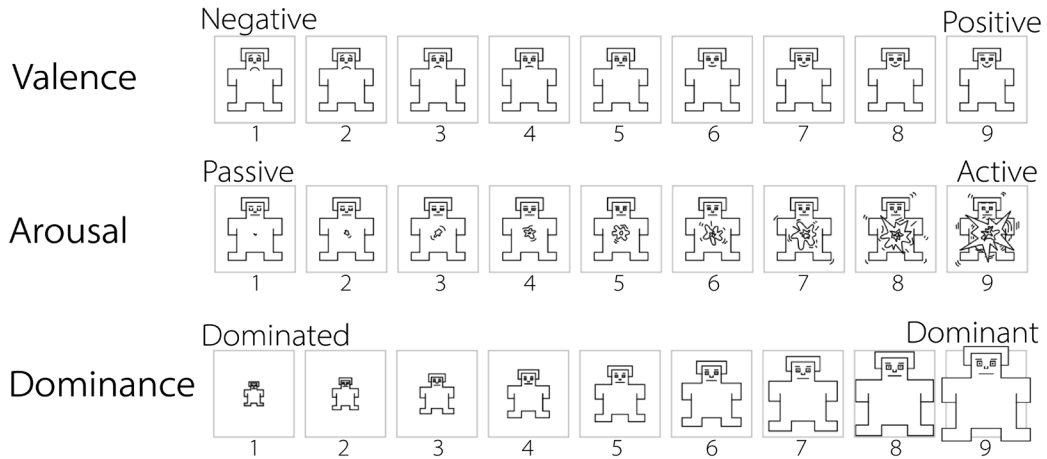 Negative Positive
Valence
1 2 3 4 5 6 7 8 9
Passive Active
Arousal
1 2 3 4 5 6 7 8 9
Dominated Dominant
Dominance
1 2 3 4 5 6 7 8 9